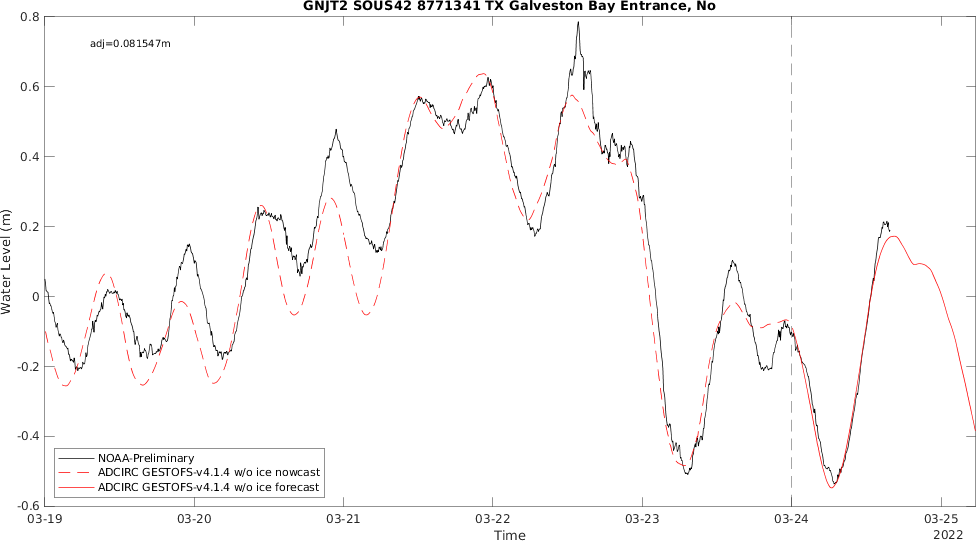 GNJT2 SOUS42 8771341 TX Galveston Bay Entrance, No
adj=0.081547m
0.8
0.6
0.4
0.2
0
-0.2
-0.4
-0.6
Water Level (m)
NOAA-Preliminary
ADCIRC GESTOFS-v4.1.4 w/o ice nowcast
ADCIRC GESTOFS-v4.1.4 w/o ice forecast
03-19 03-20 03-21 03-22 03-23 03-24 03-25
Time
2022